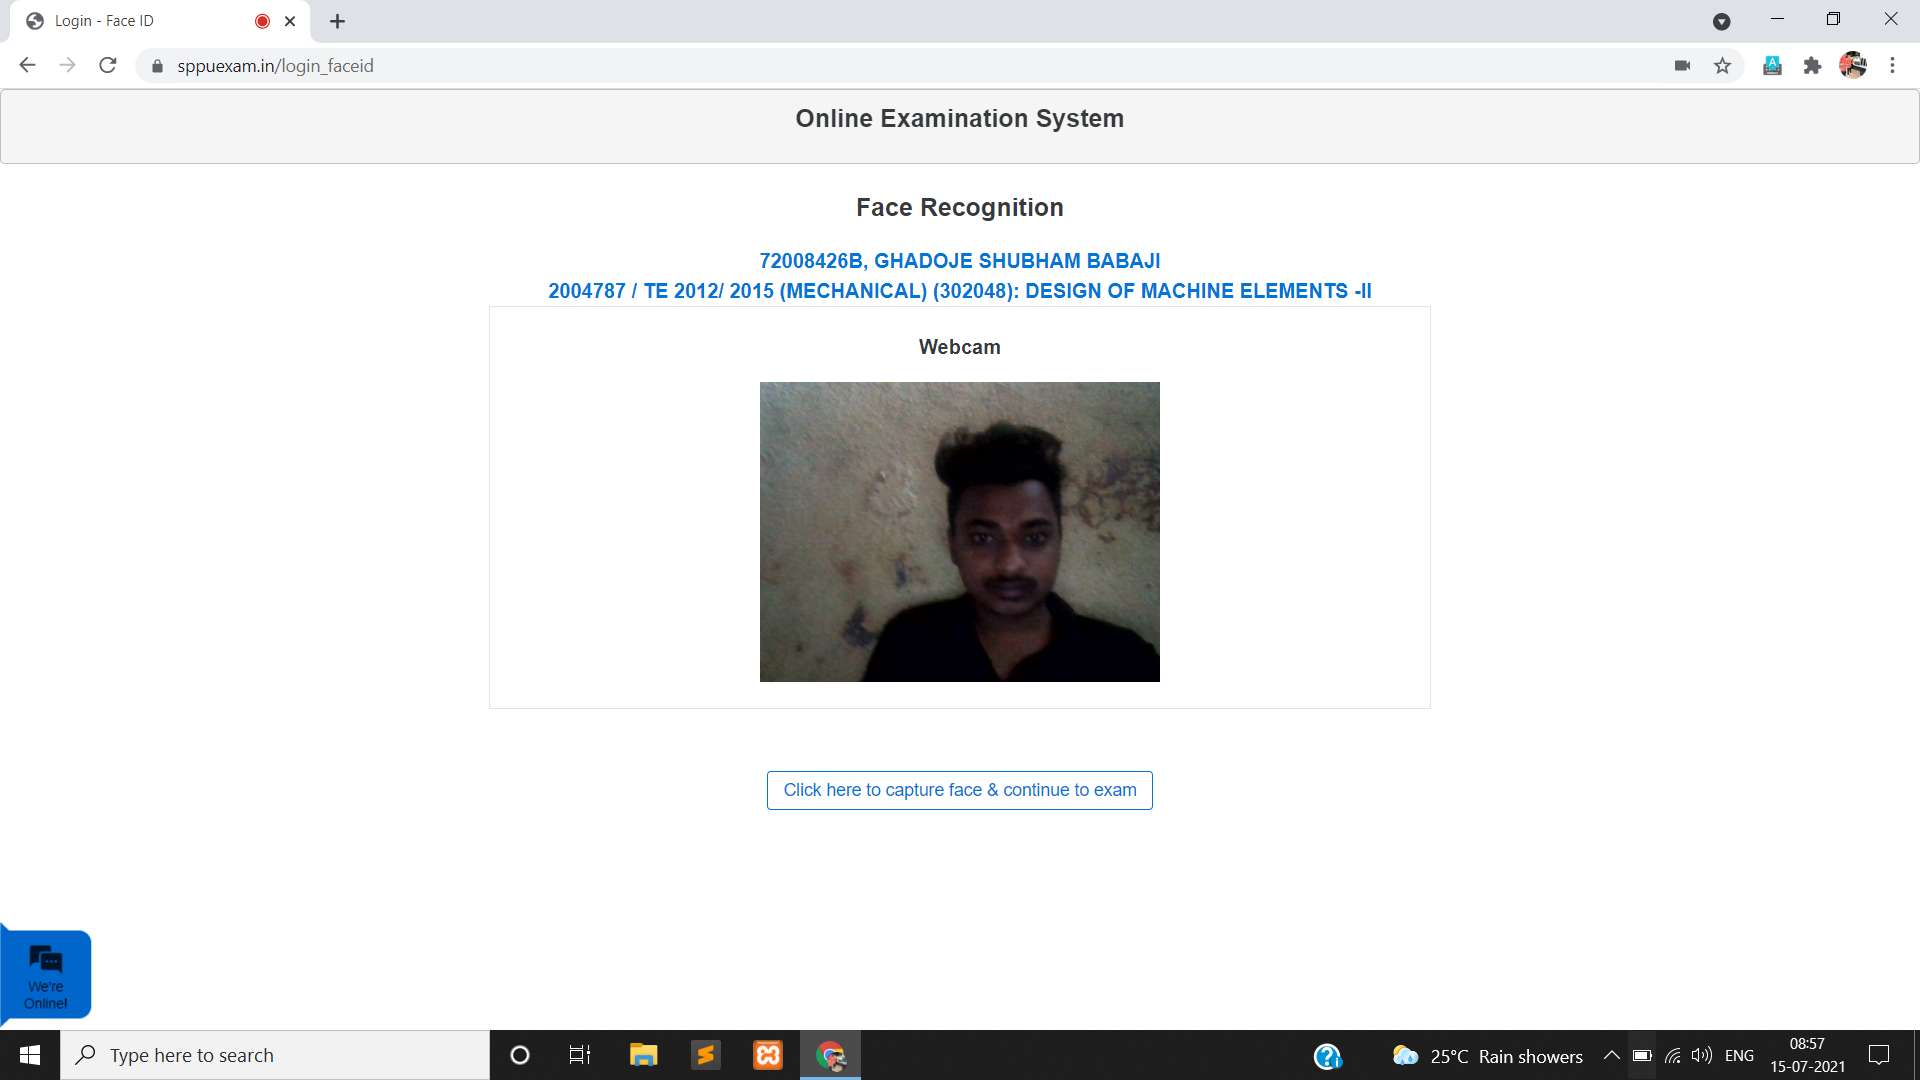 Login - Face ID
sppuexam.in/login_faceid
Online Examination System
Face Recognition
72008426B, GHADOJE SHUBHAM BABAJI
2004787 / TE 2012/ 2015 (MECHANICAL) (302048): DESIGN OF MACHINE ELEMENTS -II
Webcam
Click here to capture face & continue to exam
We're
Online!
Type here to search
25°C Rain showers
ENG
08:57
15-07-2021